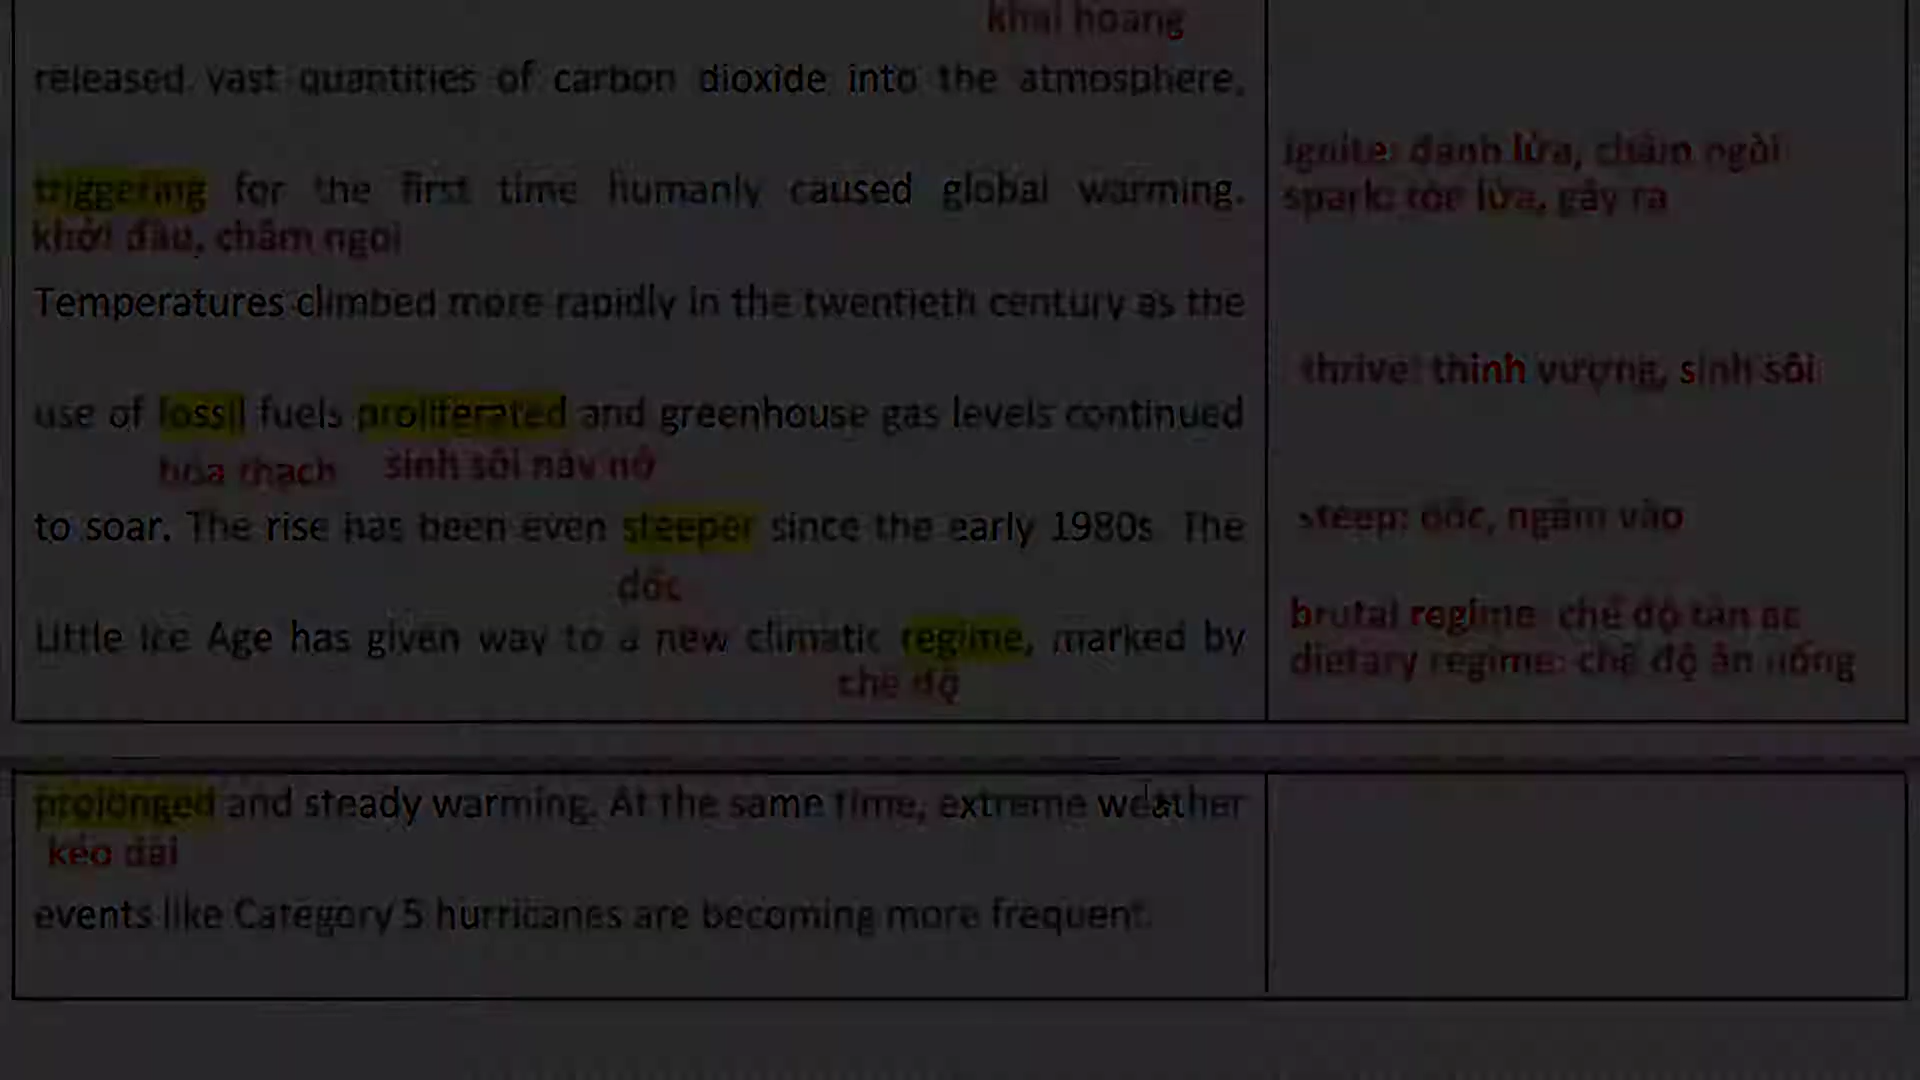 khai hoang
released vast quantities of carbon dioxide into the atmosphere,
ignite: đánh lửa, châm ngòi
triggering for the first time humanly caused global warming.
spark: tóe lửa, gây ra
khởi đầu, châm ngòi
Temperatures climbed more rapidly in the twentieth century as the
thrive: thịnh vượng, sinh sôi
use of fossil fuels proliferated and greenhouse gas levels continued
hóa thạch sinh sôi nảy nở
steep: dốc, ngâm vào
to soar. The rise has been even steeper since the early 1980s. The
dốc
brutal regime: chế độ tàn ác
Little Ice Age has given way to a new climatic regime, marked by
dietary regime: chế độ ăn uống
chế độ
prolonged and steady warming. At the same time, extreme weather
kéo dài
events like Category 5 hurricanes are becoming more frequent.